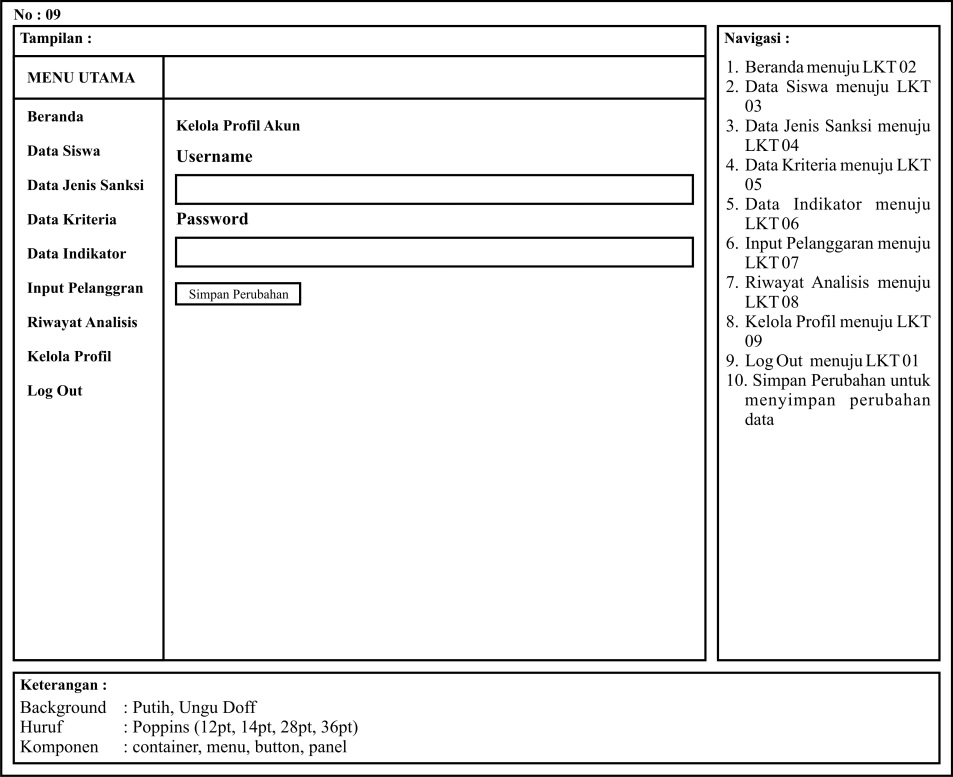 No : 09
Tampilan :
MENU UTAMA
Beranda
Data Siswa
Data Jenis Sanksi
Data Kriteria
Data Indikator
Input Pelanggran
Riwayat Analisis
Kelola Profil
Log Out
Kelola Profil Akun
Username
Password
Simpan Perubahan
Navigasi :
1. Beranda menuju LKT 02
2. Data Siswa menuju LKT
03
3. Data Jenis Sanksi menuju
LKT 04
4. Data Kriteria menuju LKT
05
5. Data Indikator menuju
LKT 06
6. Input Pelanggaran menuju
LKT 07
7. Riwayat Analisis menuju
LKT 08
8. Kelola Profil menuju LKT
09
9. Log Out menuju LKT 01
10. Simpan Perubahan untuk
menyimpan perubahan
data
Keterangan :
Background : Putih, Ungu Doff
Huruf : Poppins (12pt, 14pt, 28pt, 36pt)
Komponen : container, menu, button, panel